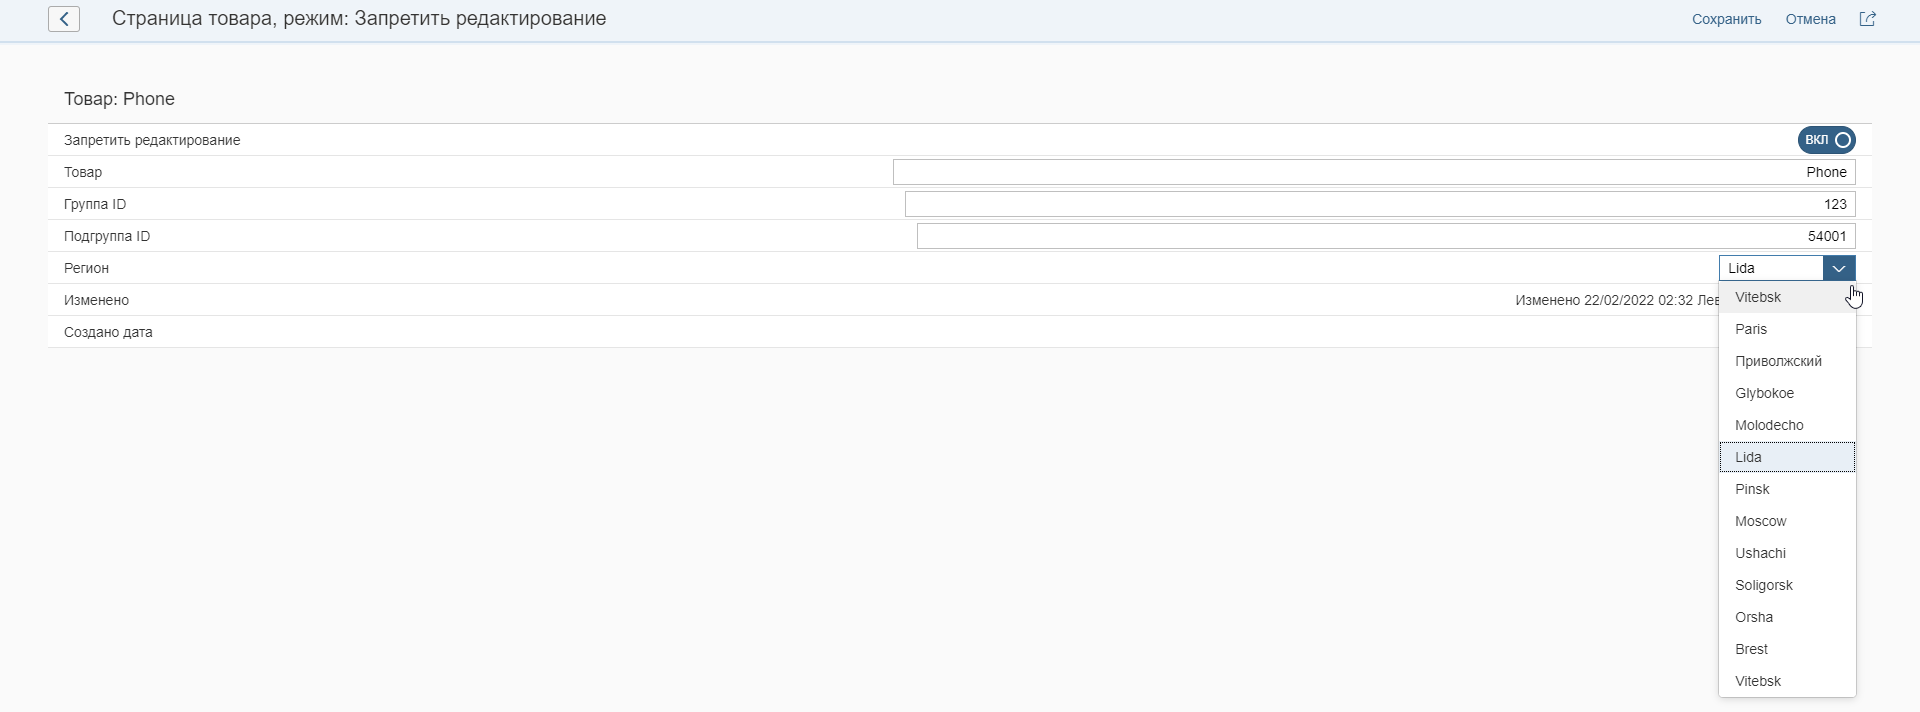 Страница товара, режим: Запретить редактирование Сохранить Отмена
Товар: Phone
Запретить редактирование ВКЛ
Товар Phone
Группа ID 123
Подгруппа ID 54001
Регион Lida
Изменено Изменено 22/02/2022 02:32 Лев
Создано дата
Vitebsk
Paris
Приволжский
Glybokoe
Molodecho
Lida
Pinsk
Moscow
Ushachi
Soligorsk
Orsha
Brest
Vitebsk